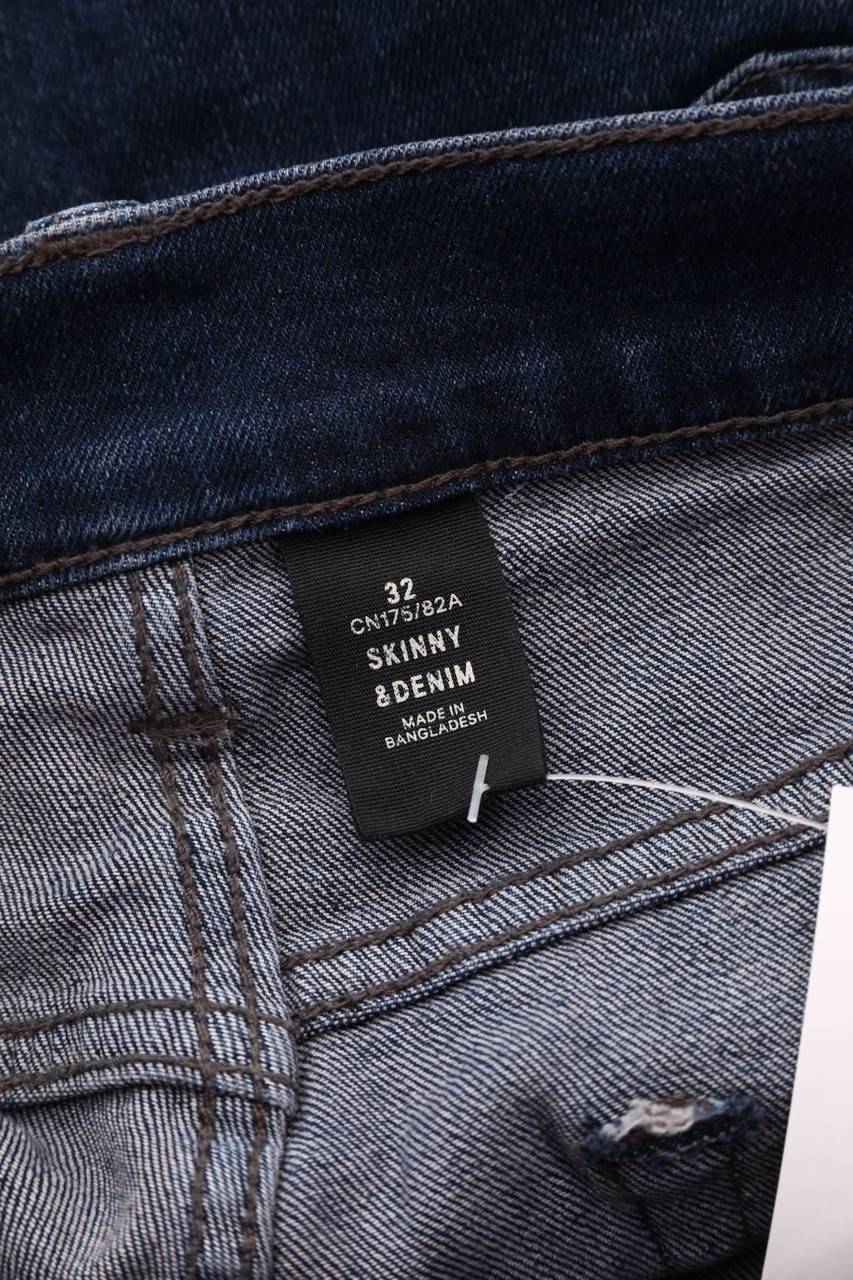 32
CN175/82A
SKINNY
&DENIM
MADE IN
BANGLADESH